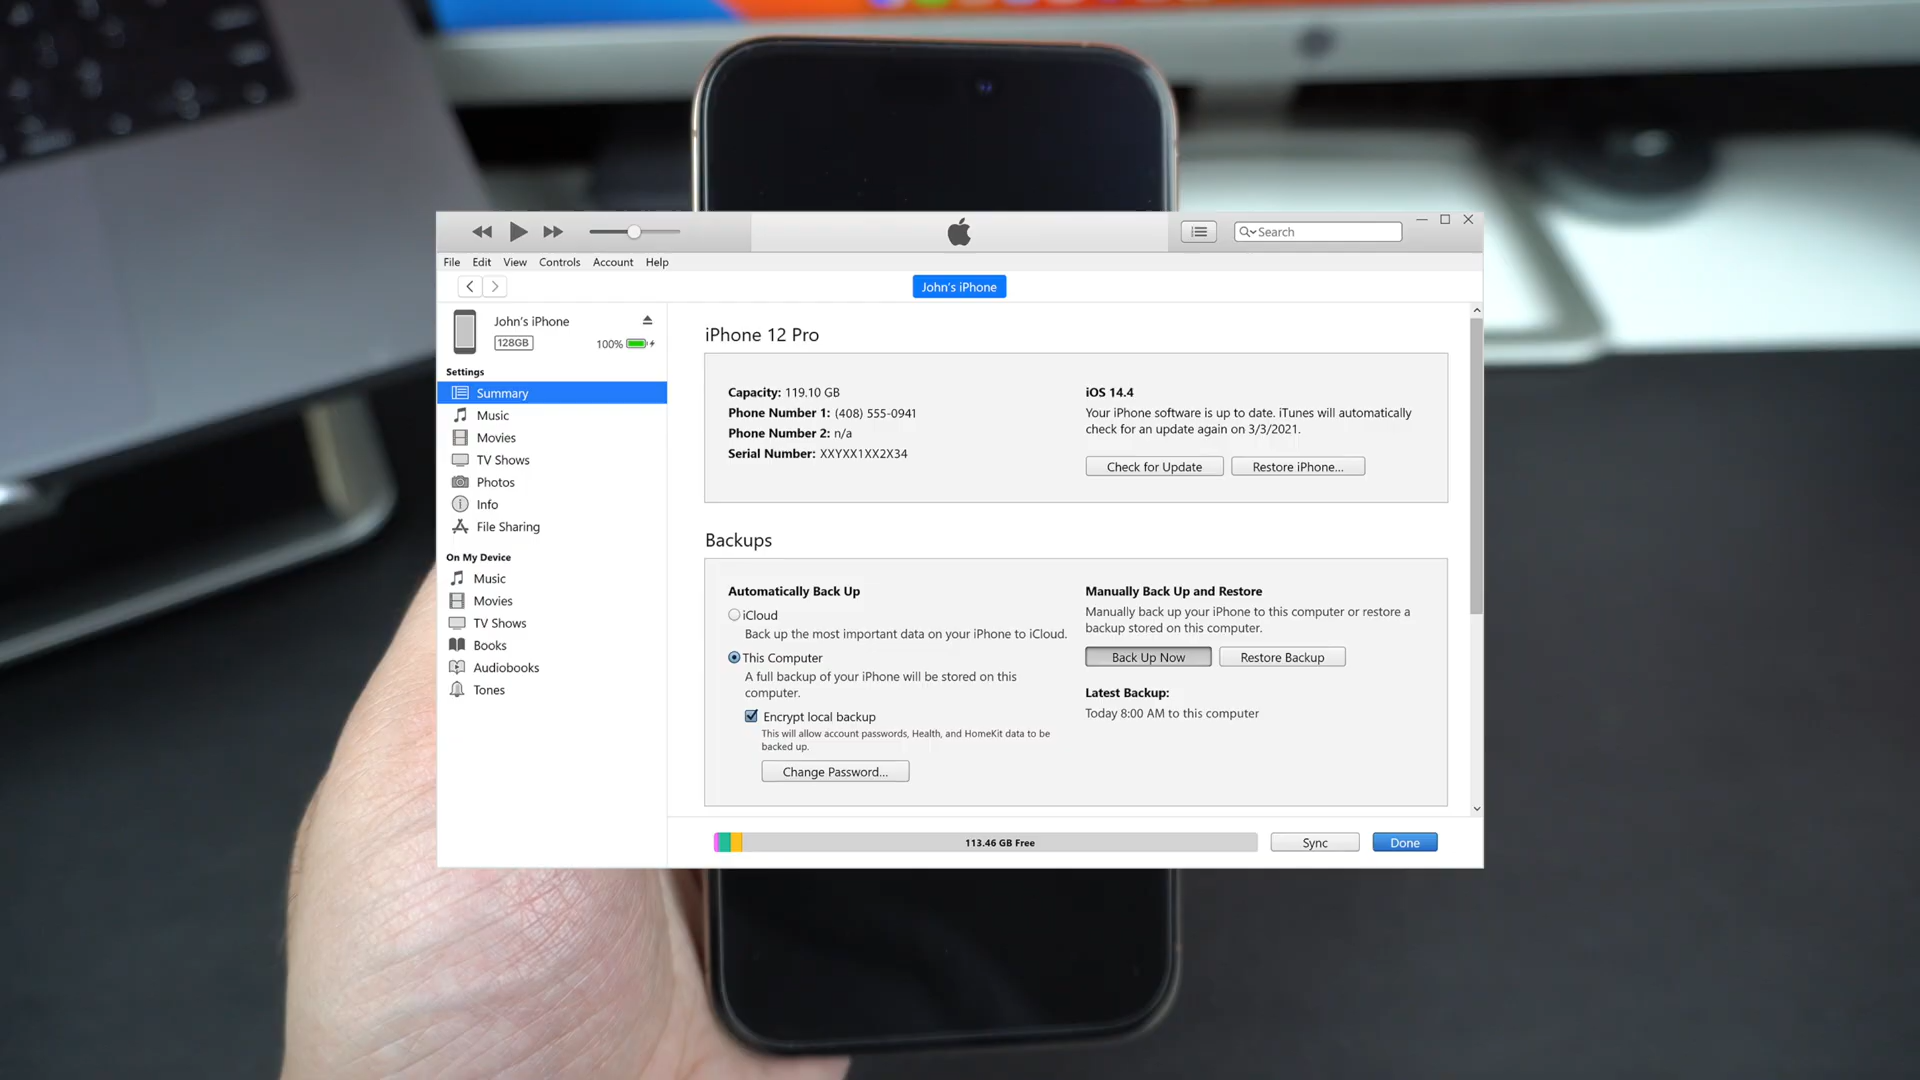 Search
File Edit View Controls Account Help
John's iPhone
John's iPhone
128GB
100%
Settings
Summary
Music
Movies
TV Shows
Photos
Info
File Sharing
On My Device
Music
Movies
TV Shows
Books
Audiobooks
Tones
iPhone 12 Pro
Capacity: 119.10 GB
Phone Number 1: (408) 555-0941
Phone Number 2: n/a
Serial Number: XXYXX1XX2X34
iOS 14.4
Your iPhone software is up to date. iTunes will automatically
check for an update again on 3/3/2021.
Check for Update Restore iPhone...
Backups
Automatically Back Up
iCloud
Back up the most important data on your iPhone to iCloud.
This Computer
A full backup of your iPhone will be stored on this
computer.
Encrypt local backup
This will allow account passwords, Health, and HomeKit data to be
backed up.
Change Password...
Manually Back Up and Restore
Manually back up your iPhone to this computer or restore a
backup stored on this computer.
Back Up Now Restore Backup
Latest Backup:
Today 8:00 AM to this computer
113.46 GB Free
Sync
Done